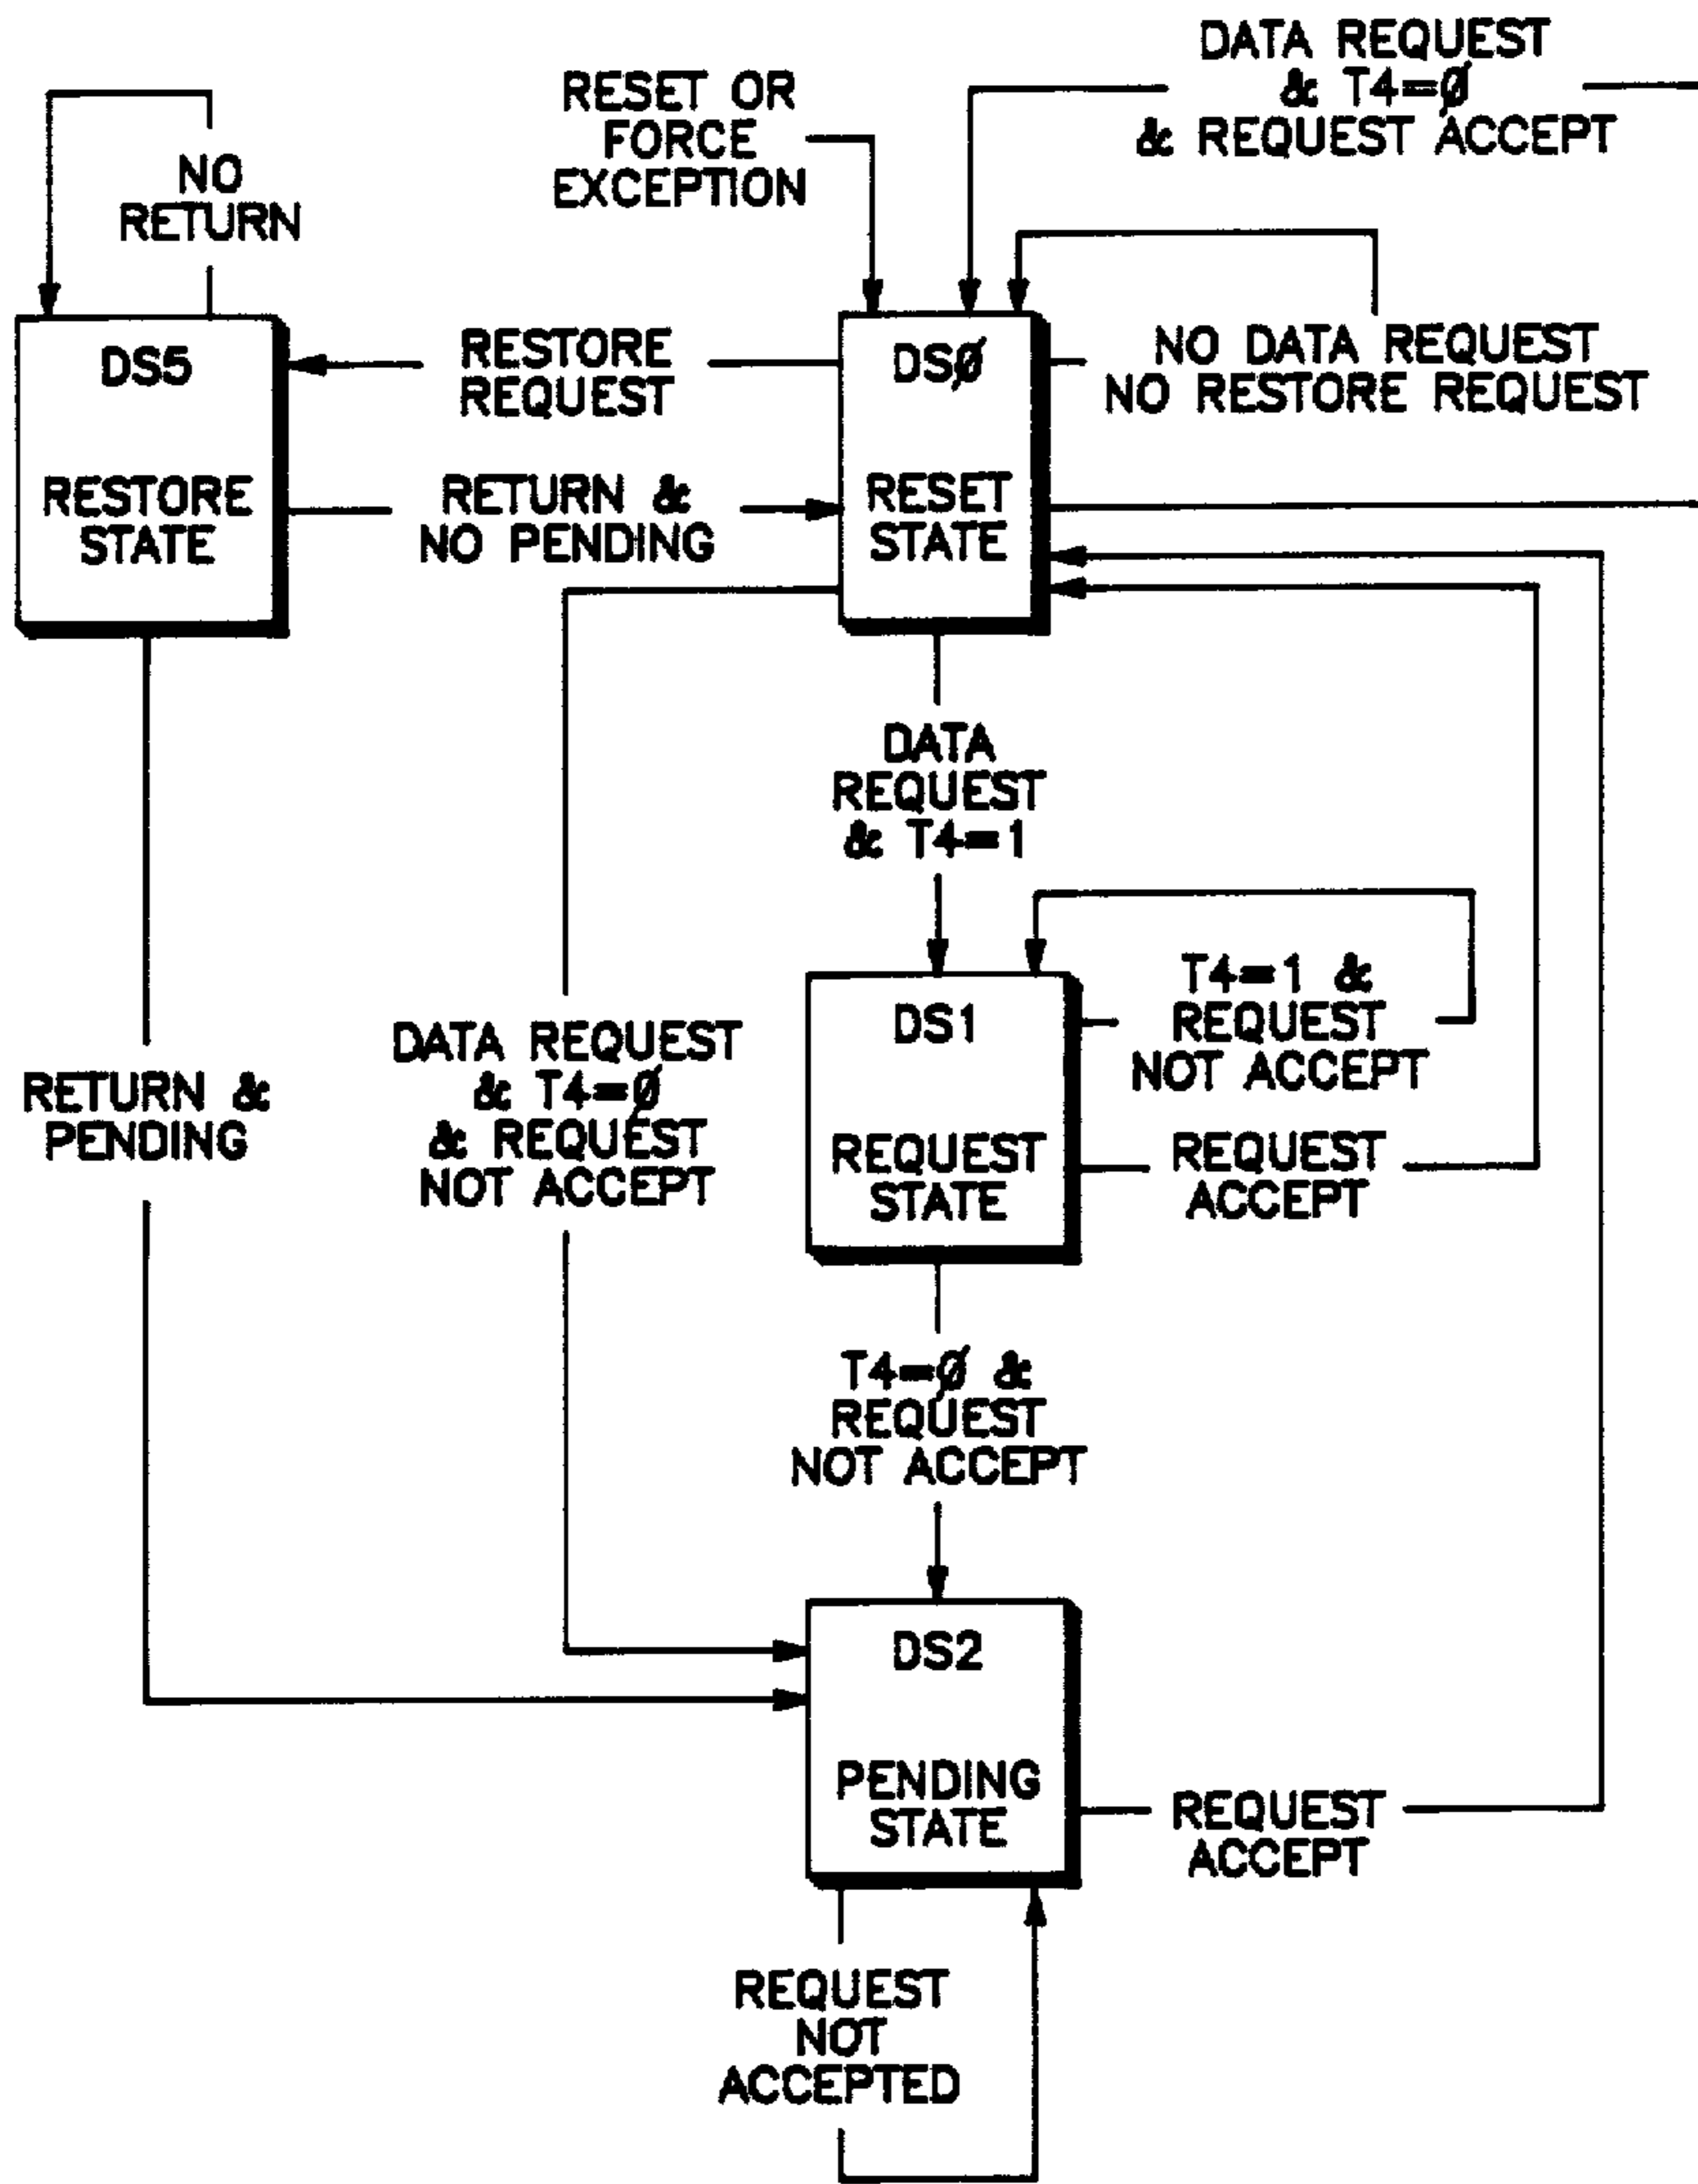 DATA REQUEST
& T4=Ø
& REQUEST ACCEPT
RESET OR
FORCE
EXCEPTION
NO
RETURN
DS5
RESTORE
STATE
RESTORE
REQUEST
RETURN &
NO PENDING
DSØ
RESET
STATE
NO DATA REQUEST
NO RESTORE REQUEST
DATA
REQUEST
& T4=1
DS1
REQUEST
STATE
T4=1 &
REQUEST
NOT ACCEPT
REQUEST
ACCEPT
RETURN &
PENDING
DATA REQUEST
& T4=Ø
& REQUEST
NOT ACCEPT
T4=Ø &
REQUEST
NOT ACCEPT
DS2
PENDING
STATE
REQUEST
ACCEPT
REQUEST
NOT
ACCEPTED